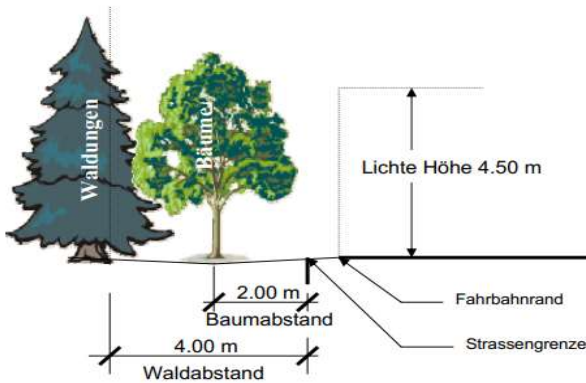 Waldungen
Bäume
Lichte Höhe 4.50 m
2.00 m
Baumabstand
Fahrbahnrand
Strassengrenze
4.00 m
Waldabstand